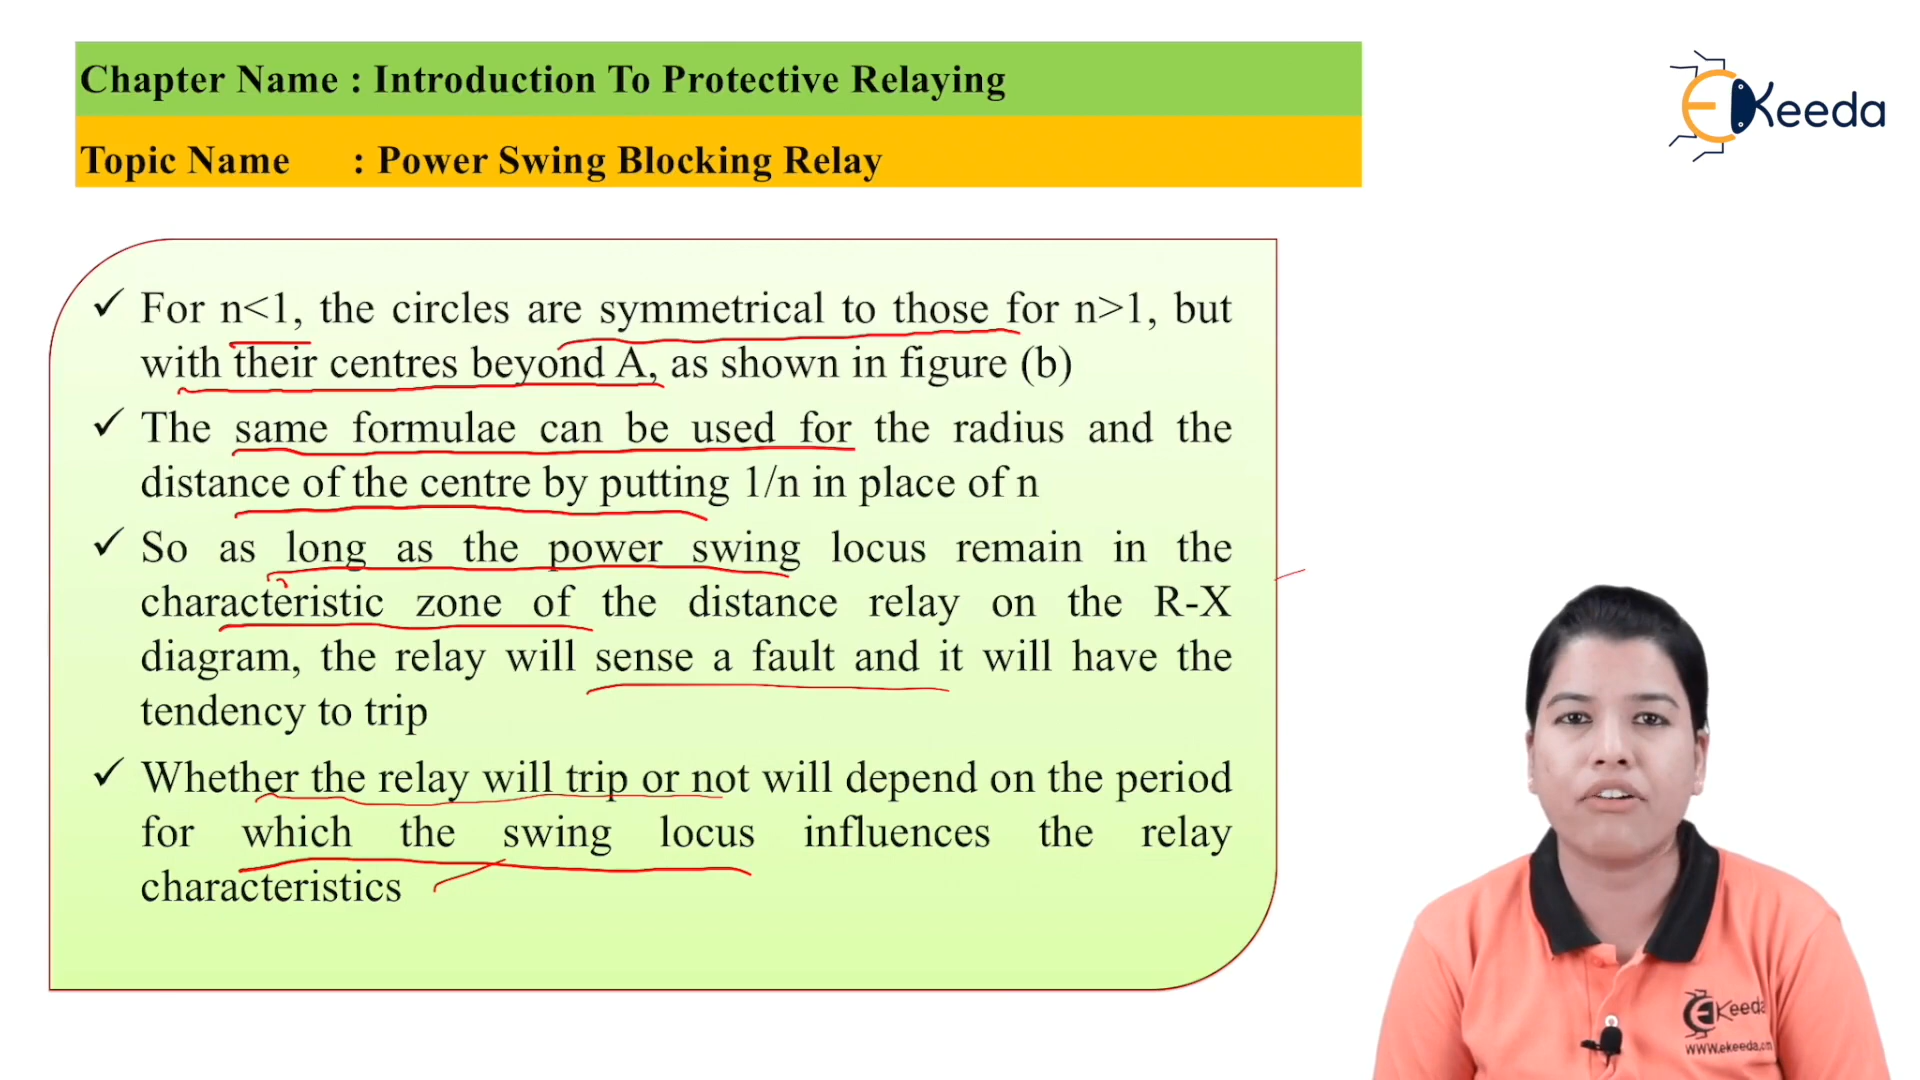 Chapter Name : Introduction To Protective Relaying
Topic Name : Power Swing Blocking Relay
EKeeda
✓ For n<1, the circles are symmetrical to those for n>1, but
with their centres beyond A, as shown in figure (b)
✓ The same formulae can be used for the radius and the
distance of the centre by putting 1/n in place of n
✓ So as long as the power swing locus remain in the
characteristic zone of the distance relay on the R-X
diagram, the relay will sense a fault and it will have the
tendency to trip
✓ Whether the relay will trip or not will depend on the period
for which the swing locus influences the relay
characteristics
EKeeda
www.ekeeda.com